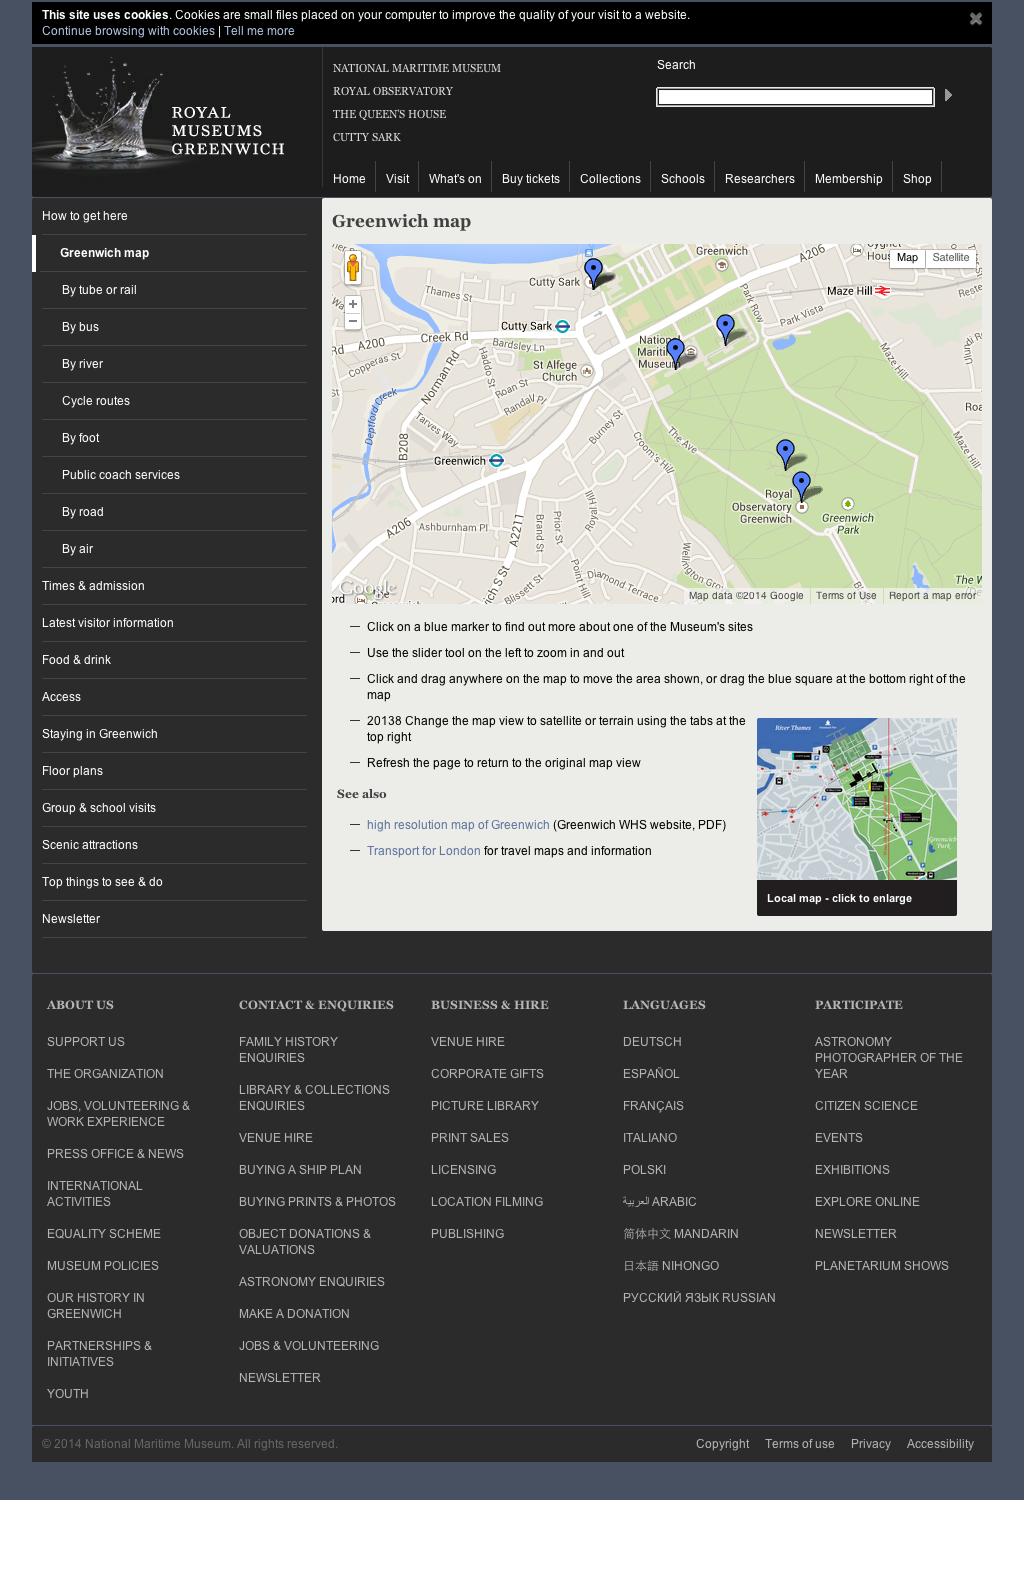 This site uses cookies. Cookies are small files placed on your computer to improve the quality of your visit to a website.
Continue browsing with cookies | Tell me more
ROYAL
MUSEUMS
GREENWICH
NATIONAL MARITIME MUSEUM
ROYAL OBSERVATORY
THE QUEEN'S HOUSE
CUTTY SARK
Search
Home
Visit
What's on
Buy tickets
Collections
Schools
Researchers
Membership
Shop
How to get here
Greenwich map
By tube or rail
By bus
By river
Cycle routes
By foot
Public coach services
By road
By air
Times & admission
Latest visitor information
Food & drink
Access
Staying in Greenwich
Floor plans
Group & school visits
Scenic attractions
Top things to see & do
Newsletter
Greenwich map
Map
Satellite
Greenwich
A206
Cutty Sark
Maze Hill
Thames St
Park Row
Park Vista
Cutty Sark
Creek Rd
Bardsley Ln
A200
National
Maritime
Museum
Copperas St
Haddo St
St Alfege
Church
Maze Hill
Norman Rd
Roan St
Randall Pl
Deptford Creek
Tarves Way
Burney St
The Ave
Croom's Hill
Maze Hill
B208
Greenwich
Royal
Observatory
Greenwich
Greenwich
Park
A206
Ashburnham Pl
A2211
Brand St
Prior St
Royal Hill
Wellington Grove
Blissett St
Point Hill
Diamond Terrace
Google
Map data ©2014 Google
Terms of Use
Report a map error
Click on a blue marker to find out more about one of the Museum's sites
Use the slider tool on the left to zoom in and out
Click and drag anywhere on the map to move the area shown, or drag the blue square at the bottom right of the
map
20138 Change the map view to satellite or terrain using the tabs at the
top right
Refresh the page to return to the original map view
See also
high resolution map of Greenwich (Greenwich WHS website, PDF)
Transport for London for travel maps and information
River Thames
Greenwich
Park
Local map - click to enlarge
ABOUT US
SUPPORT US
THE ORGANIZATION
JOBS, VOLUNTEERING &
WORK EXPERIENCE
PRESS OFFICE & NEWS
INTERNATIONAL
ACTIVITIES
EQUALITY SCHEME
MUSEUM POLICIES
OUR HISTORY IN
GREENWICH
PARTNERSHIPS &
INITIATIVES
YOUTH
CONTACT & ENQUIRIES
FAMILY HISTORY
ENQUIRIES
LIBRARY & COLLECTIONS
ENQUIRIES
VENUE HIRE
BUYING A SHIP PLAN
BUYING PRINTS & PHOTOS
OBJECT DONATIONS &
VALUATIONS
ASTRONOMY ENQUIRIES
MAKE A DONATION
JOBS & VOLUNTEERING
NEWSLETTER
BUSINESS & HIRE
VENUE HIRE
CORPORATE GIFTS
PICTURE LIBRARY
PRINT SALES
LICENSING
LOCATION FILMING
PUBLISHING
LANGUAGES
DEUTSCH
ESPAÑOL
FRANÇAIS
ITALIANO
POLSKI
العربية ARABIC
简体中文 MANDARIN
日本語 NIHONGO
РУССКИЙ ЯЗЫК RUSSIAN
PARTICIPATE
ASTRONOMY
PHOTOGRAPHER OF THE
YEAR
CITIZEN SCIENCE
EVENTS
EXHIBITIONS
EXPLORE ONLINE
NEWSLETTER
PLANETARIUM SHOWS
© 2014 National Maritime Museum. All rights reserved.
Copyright
Terms of use
Privacy
Accessibility